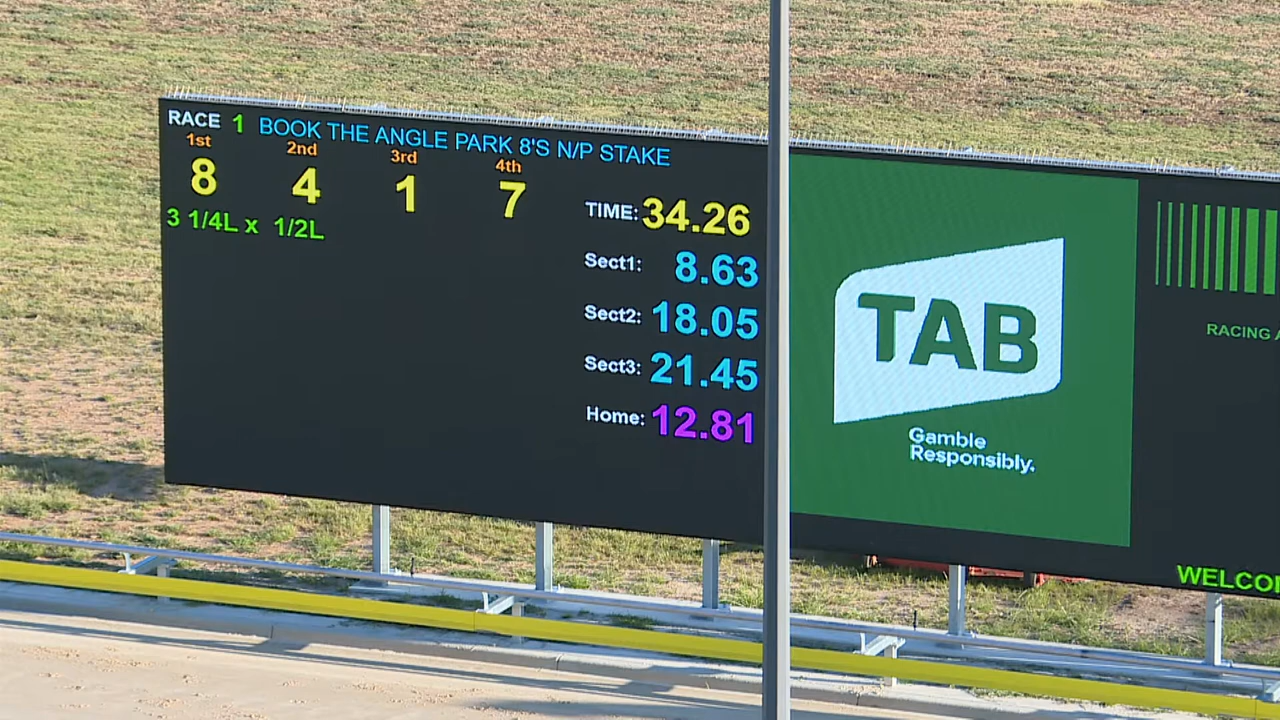 RACE 1 BOOK THE ANGLE PARK 8'S N/P STAKE
1st 2nd 3rd 4th
8 4 1 7
3 1/4L x 1/2L
TIME: 34.26
Sect1: 8.63
Sect2: 18.05
Sect3: 21.45
Home: 12.81
TAB
Gamble
Responsibly.
RACING